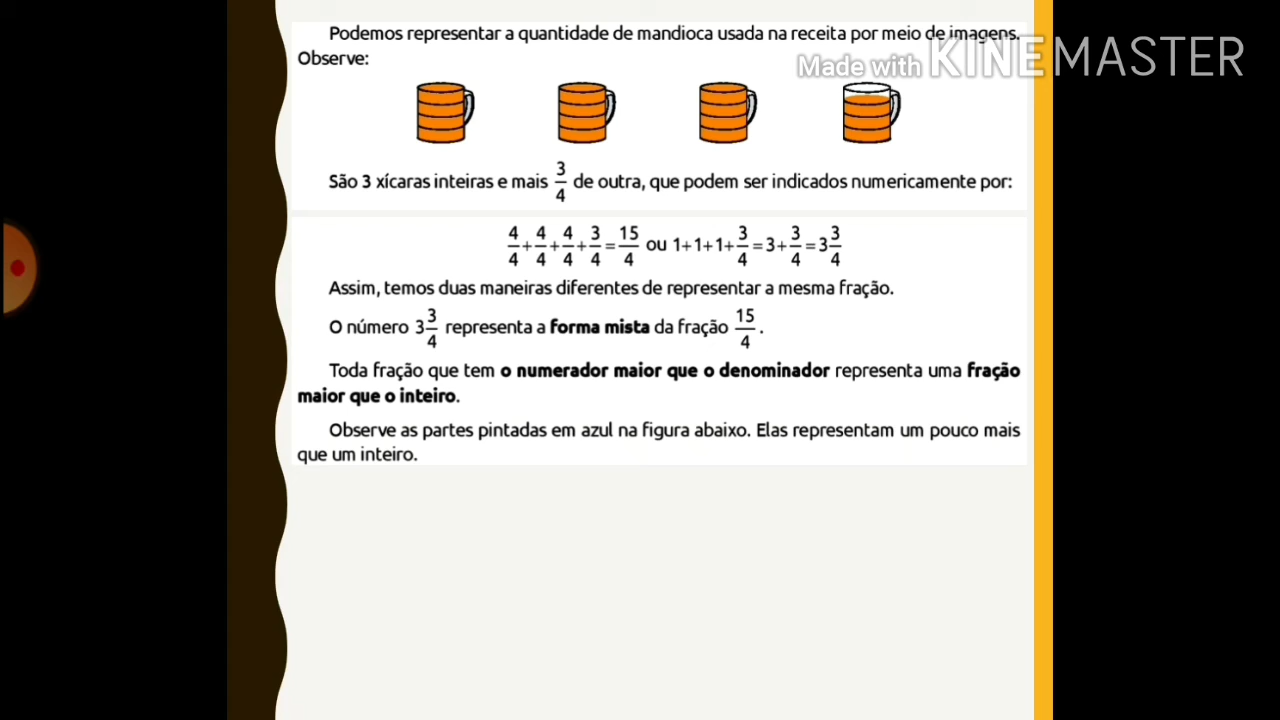 Podemos representar a quantidade de mandioca usada na receita por meio de imagens.
Observe:
Made with KINEMASTER
São 3 xícaras inteiras e mais 3/4 de outra, que podem ser indicados numericamente por:
4/4 + 4/4 + 4/4 + 3/4 = 15/4 ou 1+1+1+ 3/4 = 3+ 3/4 = 3 3/4
Assim, temos duas maneiras diferentes de representar a mesma fração.
O número 3 3/4 representa a forma mista da fração 15/4 .
Toda fração que tem o numerador maior que o denominador representa uma fração
maior que o inteiro.
Observe as partes pintadas em azul na figura abaixo. Elas representam um pouco mais
que um inteiro.